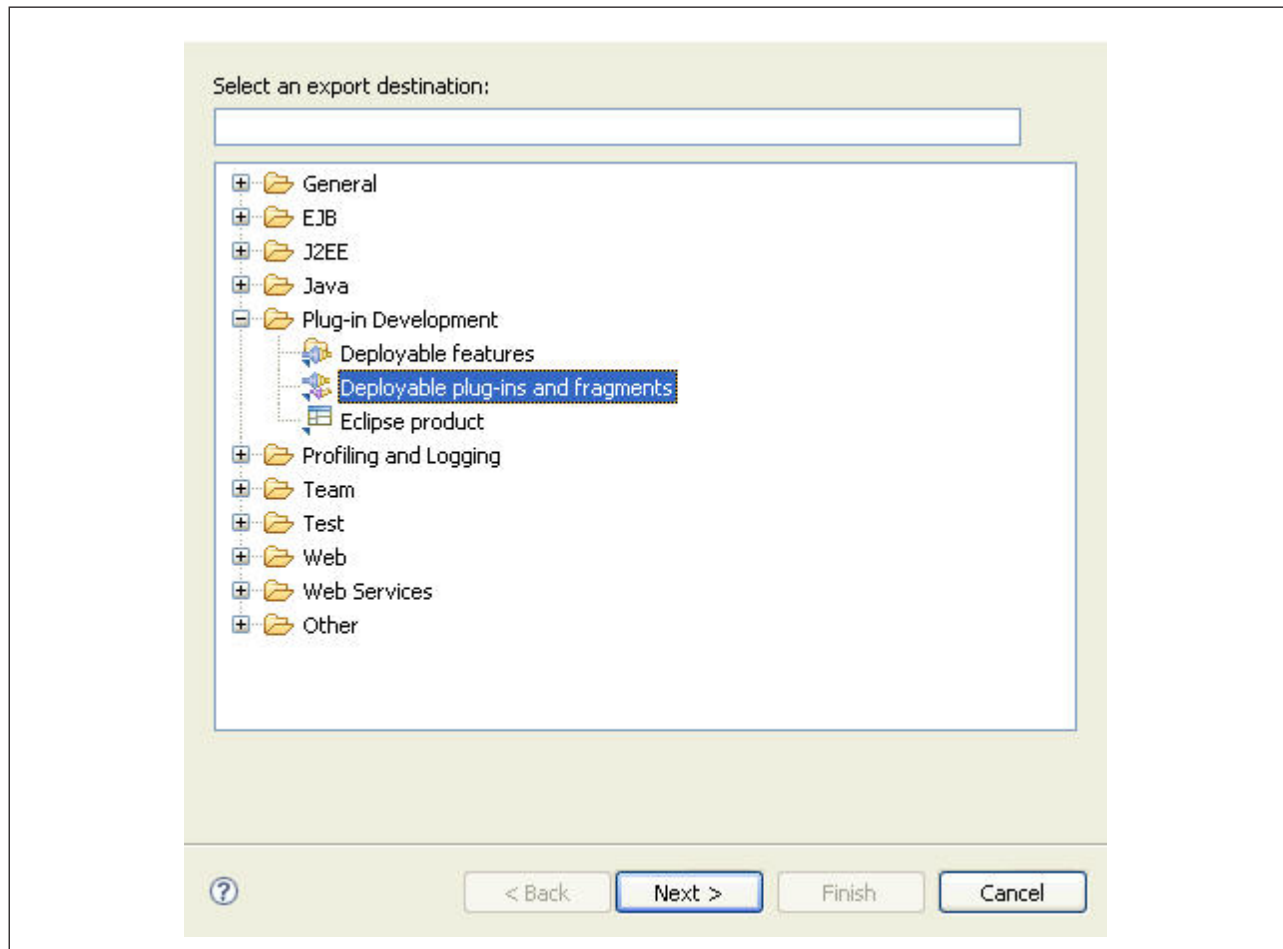 Select an export destination:
General
EJB
J2EE
Java
Plug-in Development
Deployable features
Deployable plug-ins and fragments
Eclipse product
Profiling and Logging
Team
Test
Web
Web Services
Other
?
< Back Next > Finish Cancel